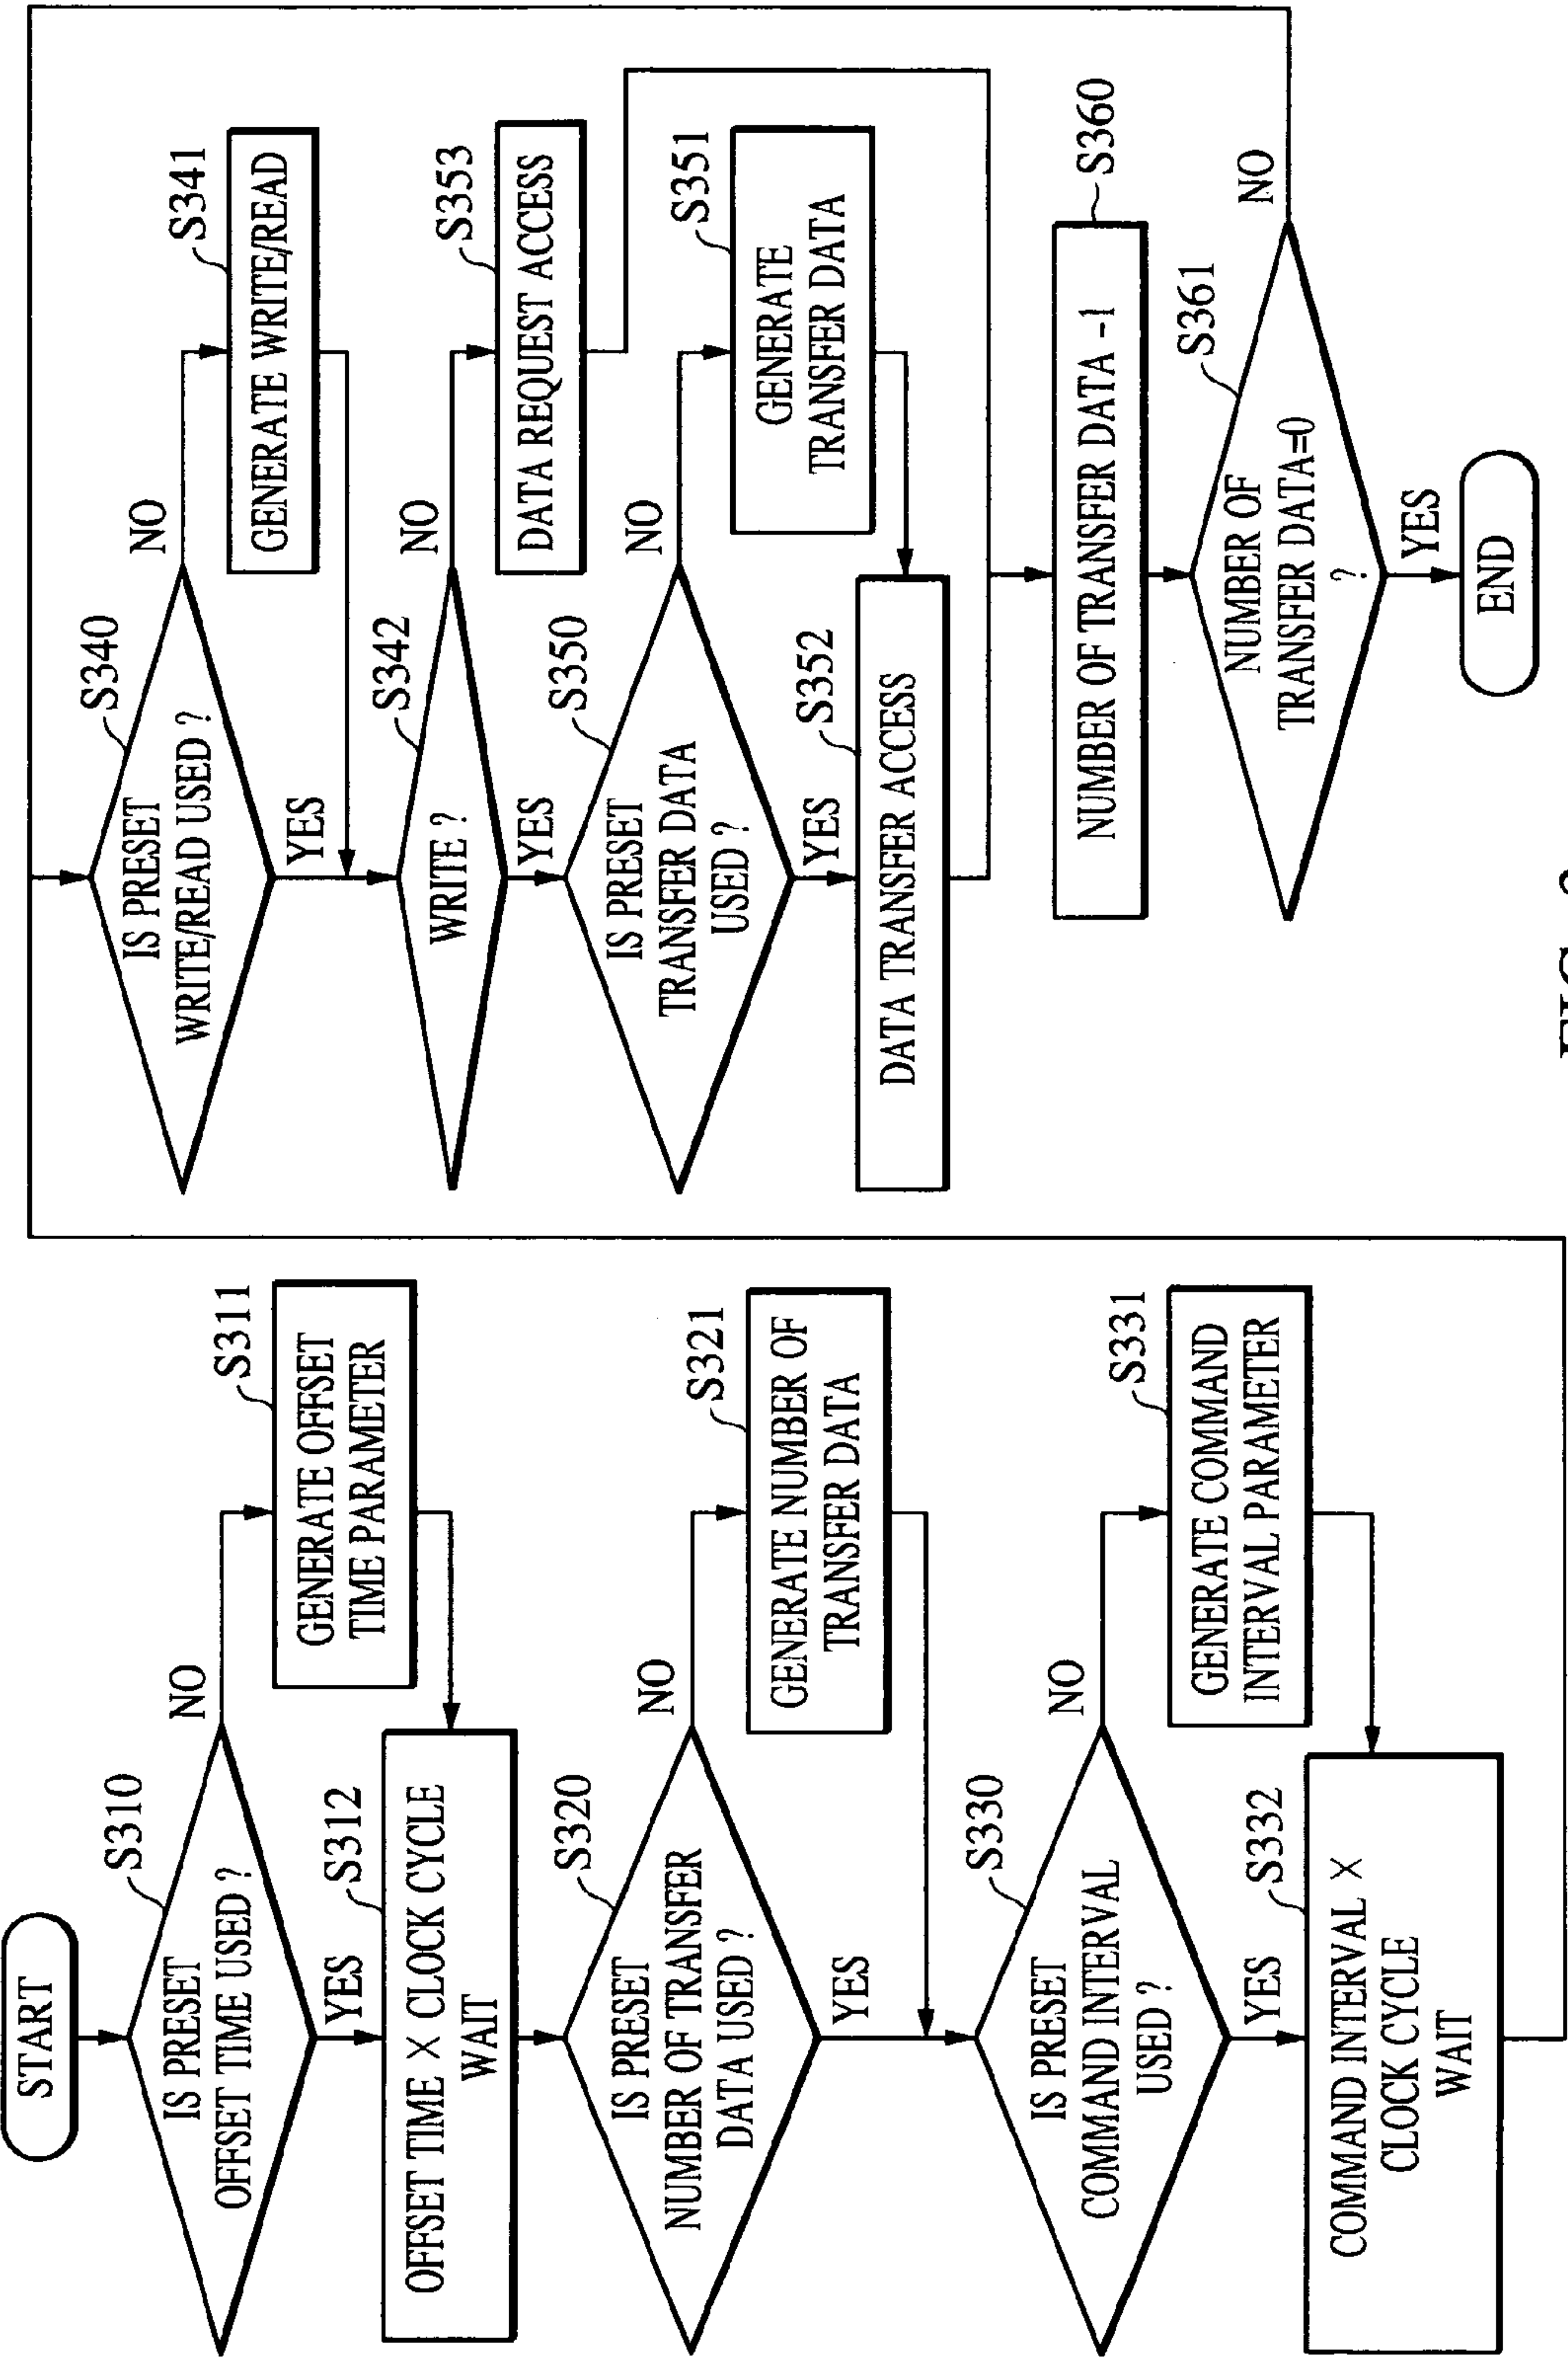 START
S310
IS PRESET
OFFSET TIME USED ?
NO
YES
S311
GENERATE OFFSET
TIME PARAMETER
S312
OFFSET TIME × CLOCK CYCLE
WAIT
S320
IS PRESET
NUMBER OF TRANSFER
DATA USED ?
NO
YES
S321
GENERATE NUMBER OF
TRANSFER DATA
S330
IS PRESET
COMMAND INTERVAL
USED ?
NO
YES
S331
GENERATE COMMAND
INTERVAL PARAMETER
S332
COMMAND INTERVAL ×
CLOCK CYCLE
WAIT
S340
IS PRESET
WRITE/READ USED ?
NO
YES
S341
GENERATE WRITE/READ
S342
WRITE ?
NO
YES
S353
DATA REQUEST ACCESS
S350
IS PRESET
TRANSFER DATA
USED ?
NO
YES
S351
GENERATE
TRANSFER DATA
S352
DATA TRANSFER ACCESS
S360
NUMBER OF TRANSFER DATA -1
S361
NUMBER OF
TRANSFER DATA=0
?
NO
YES
END